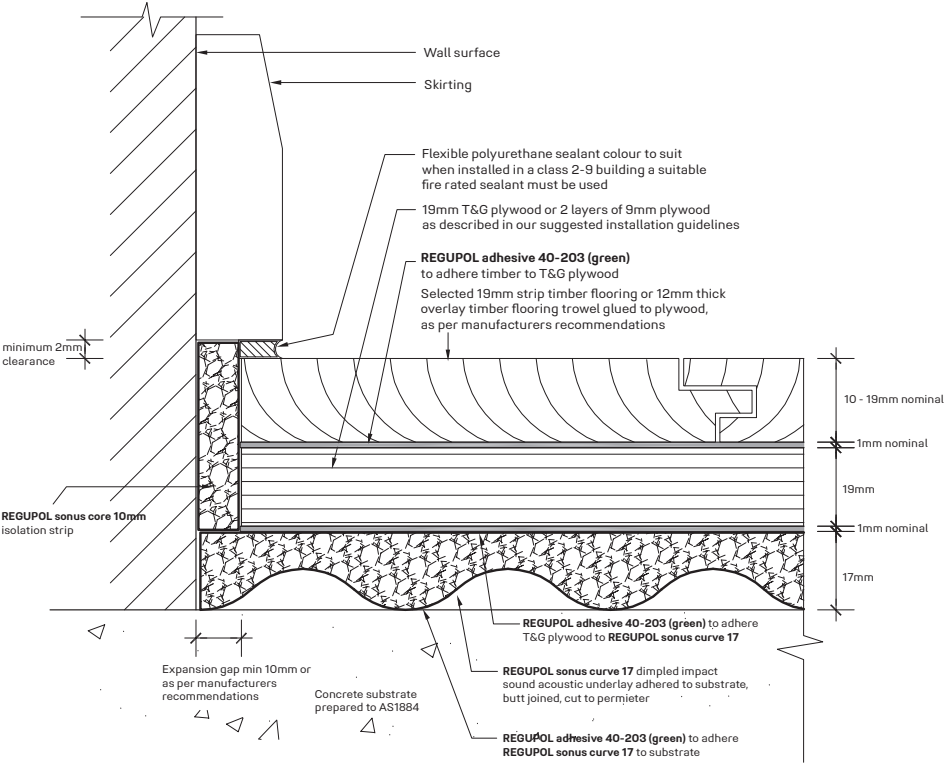 Wall surface
Skirting
Flexible polyurethane sealant colour to suit
when installed in a class 2-9 building a suitable
fire rated sealant must be used
19mm T&G plywood or 2 layers of 9mm plywood
as described in our suggested installation guidelines
REGUPOL adhesive 40-203 (green)
to adhere timber to T&G plywood
Selected 19mm strip timber flooring or 12mm thick
overlay timber flooring trowel glued to plywood,
as per manufacturers recommendations
minimum 2mm
clearance
10 - 19mm nominal
1mm nominal
19mm
REGUPOL sonus core 10mm
isolation strip
1mm nominal
17mm
REGUPOL adhesive 40-203 (green) to adhere
T&G plywood to REGUPOL sonus curve 17
Expansion gap min 10mm or
as per manufacturers
recommendations
REGUPOL sonus curve 17 dimpled impact
sound acoustic underlay adhered to substrate,
butt joined, cut to permieter
Concrete substrate
prepared to AS1884
REGUPOL adhesive 40-203 (green) to adhere
REGUPOL sonus curve 17 to substrate